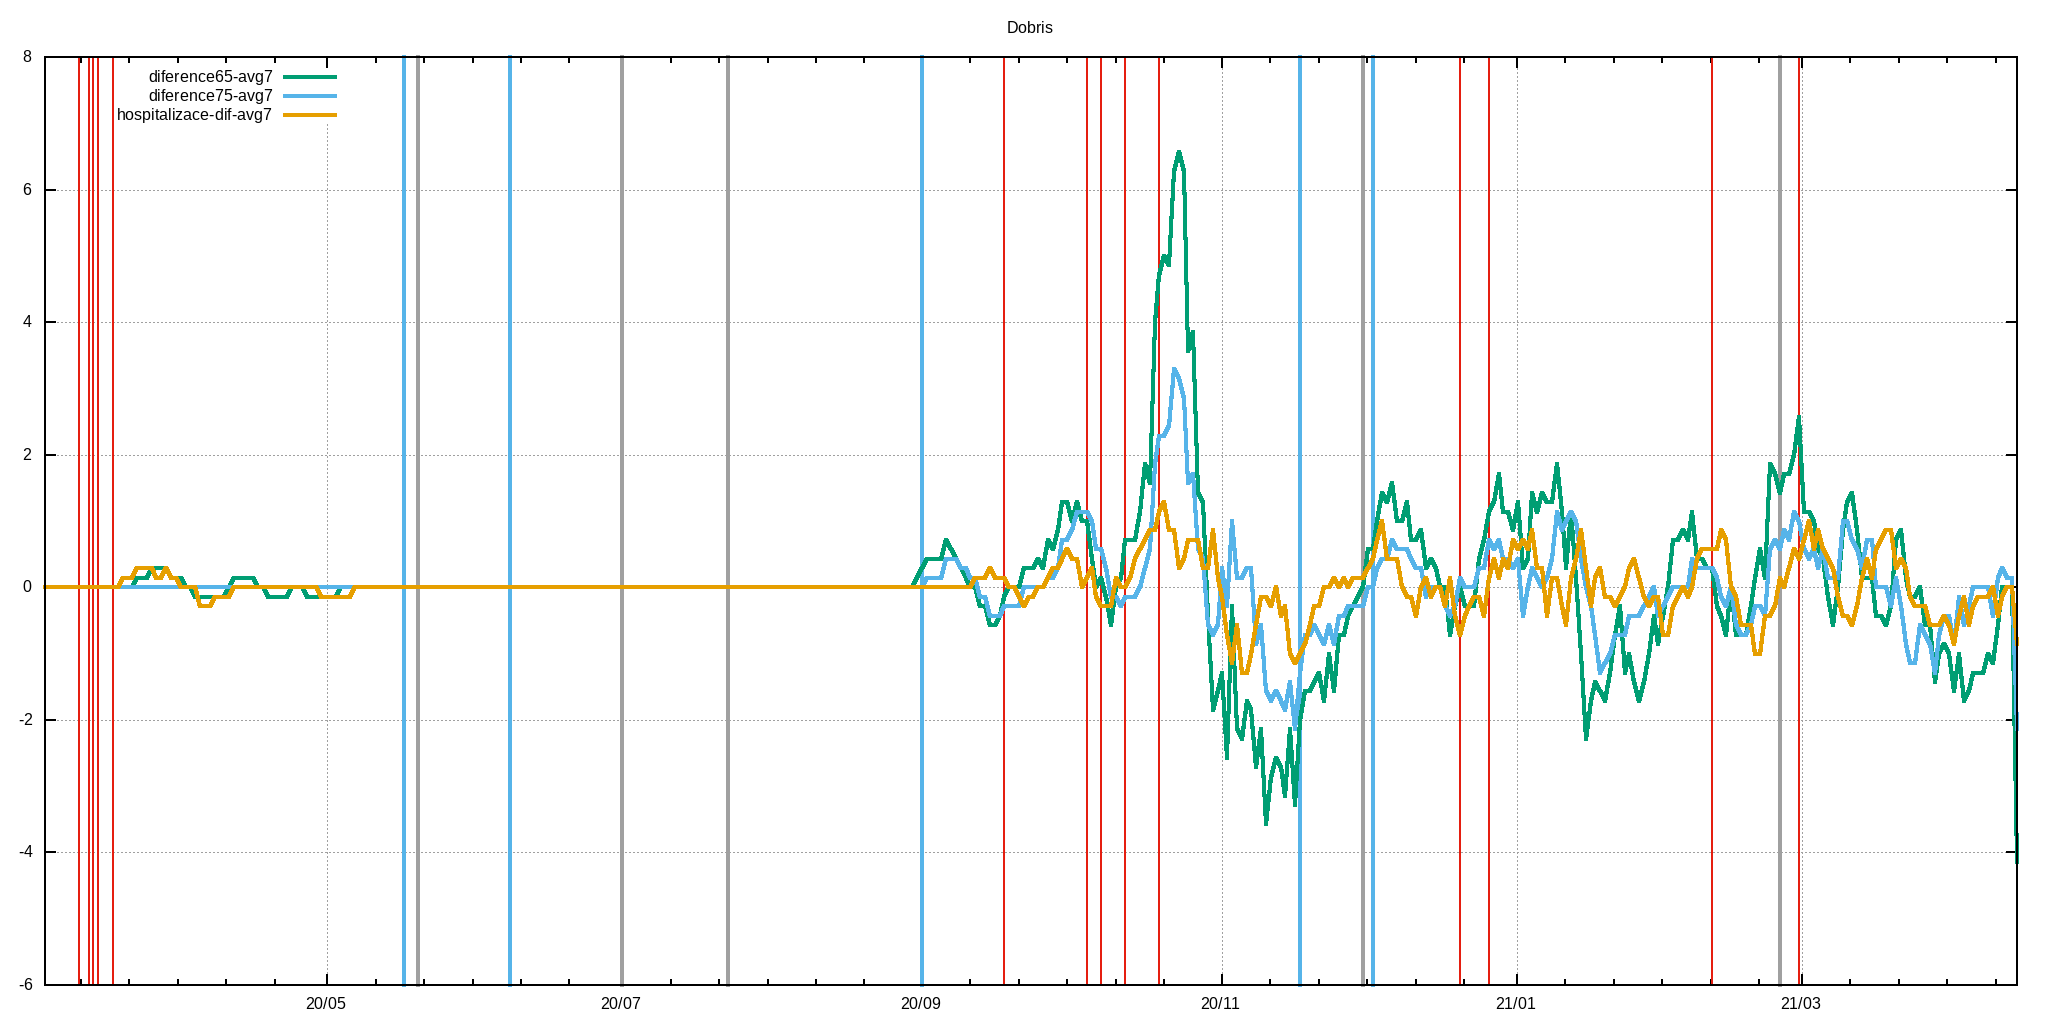 Dobris
8
diference65-avg7
diference75-avg7
hospitalizace-dif-avg7
6
4
2
0
-2
-4
-6
20/05 20/07 20/09 20/11 21/01 21/03